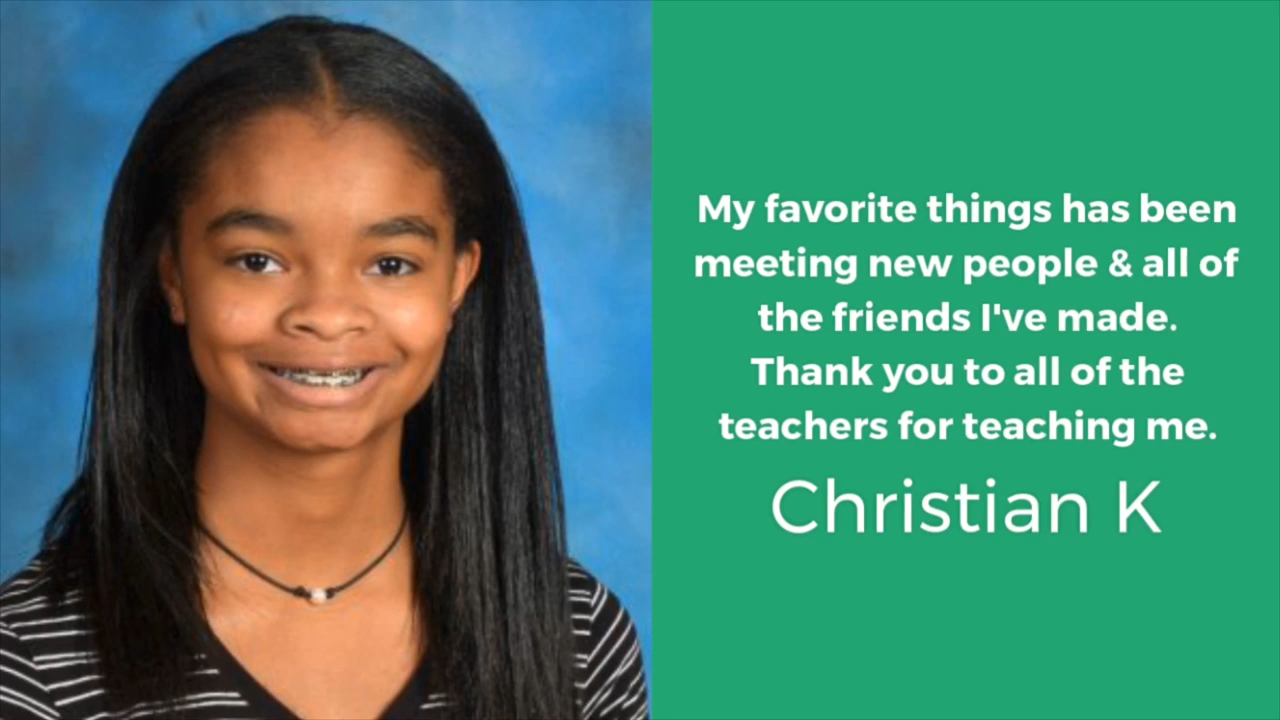 My favorite things has been
meeting new people & all of
the friends I've made.
Thank you to all of the
teachers for teaching me.
Christian K